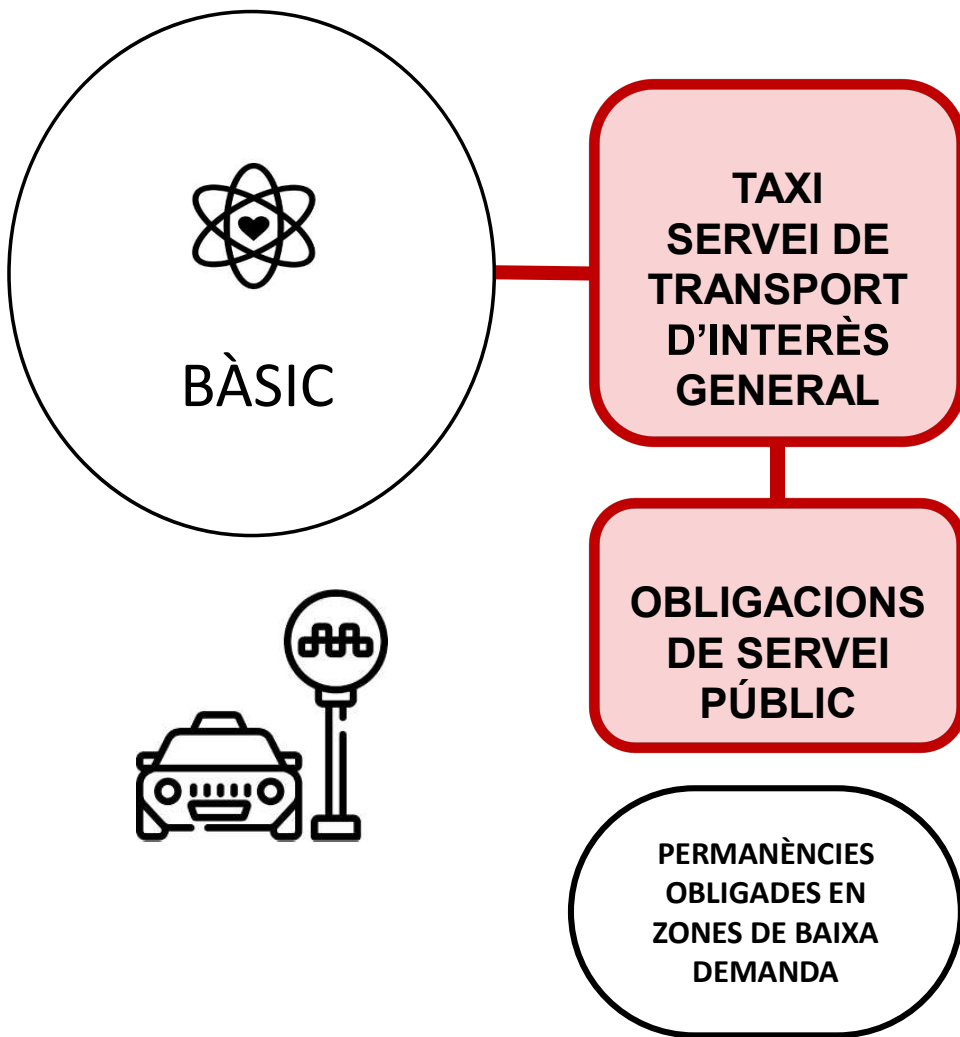 BÀSIC
TAXI
SERVEI DE
TRANSPORT
D’INTERÈS
GENERAL
OBLIGACIONS
DE SERVEI
PÚBLIC
PERMANÈNCIES
OBLIGADES EN
ZONES DE BAIXA
DEMANDA